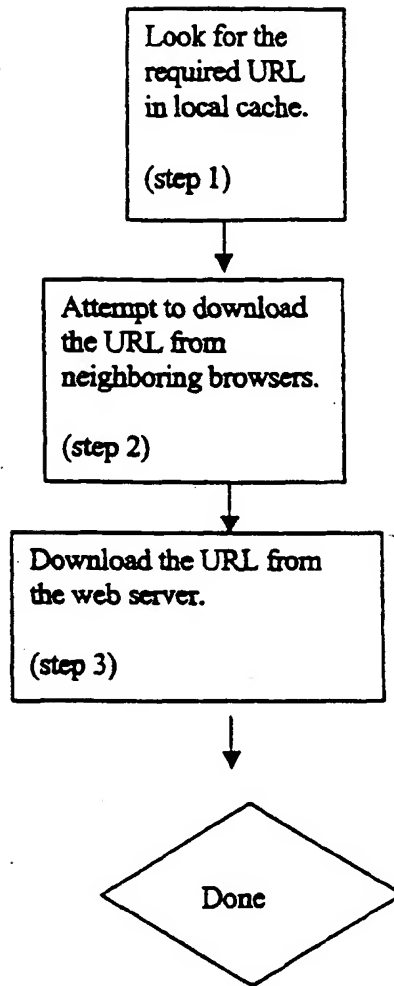 Look for the
required URL
in local cache.
(step 1)
Attempt to download
the URL from
neighboring browsers.
(step 2)
Download the URL from
the web server.
(step 3)
Done